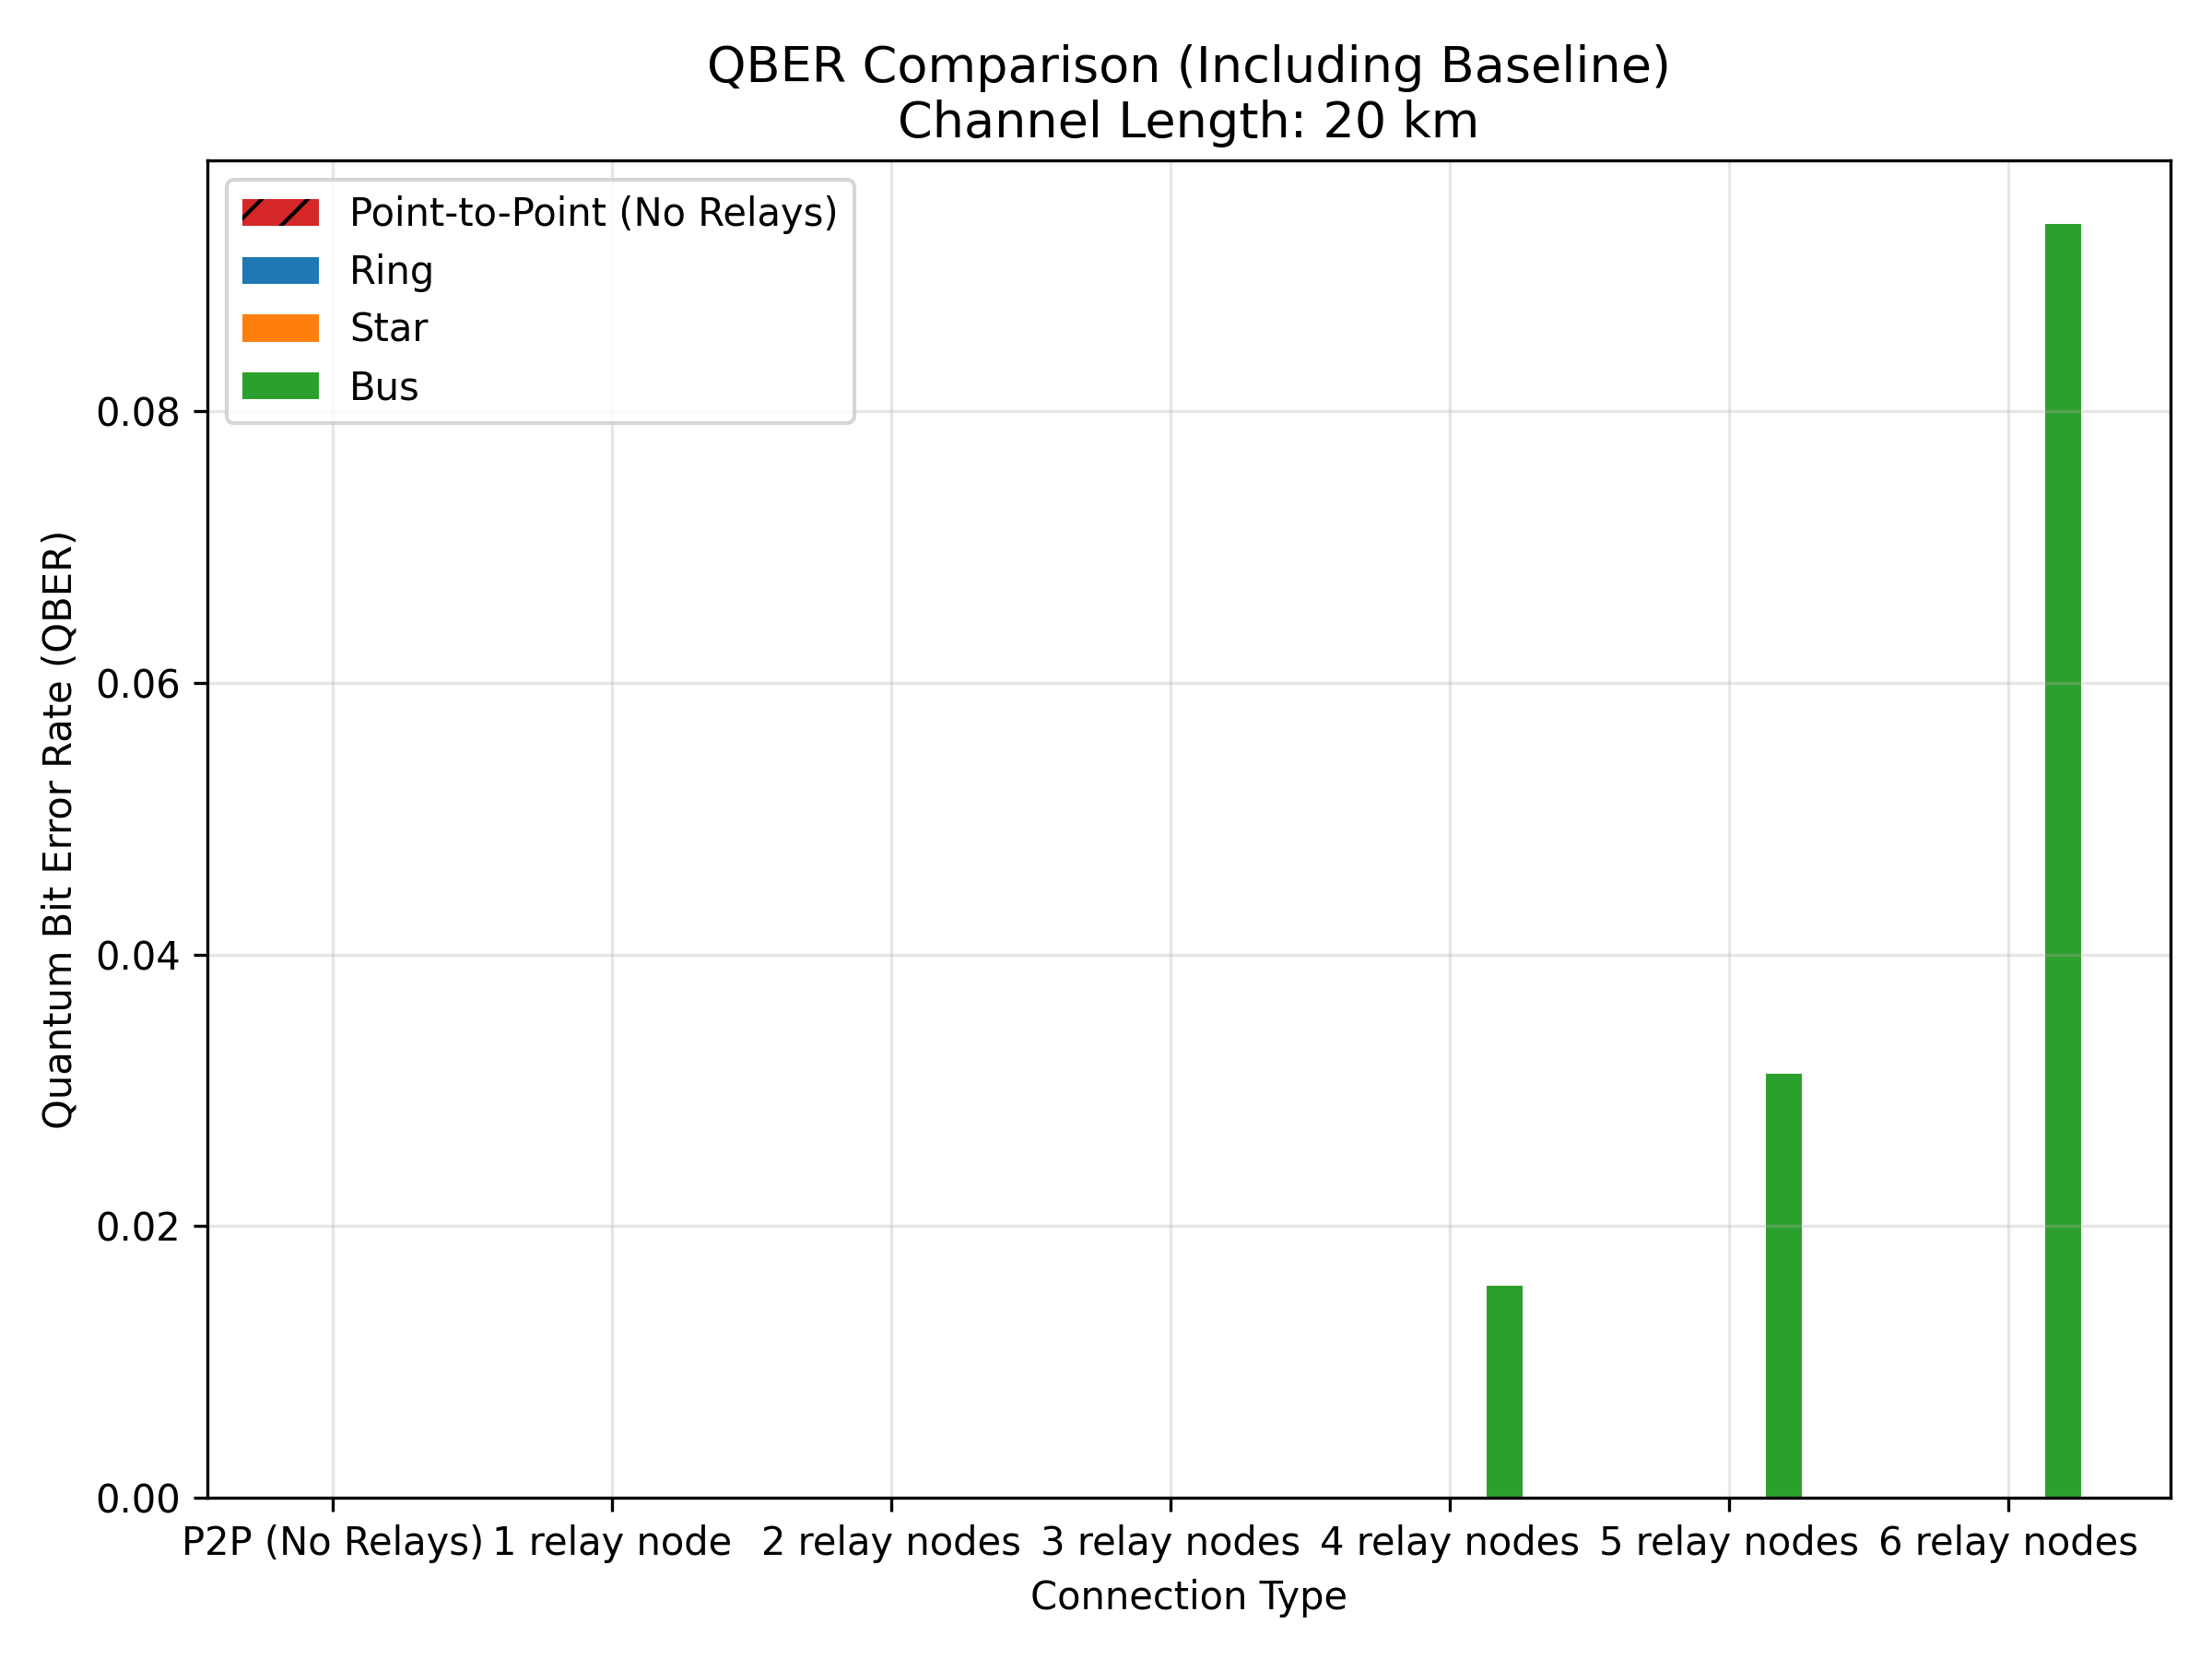 QBER Comparison (Including Baseline)
Channel Length: 20 km
Point-to-Point (No Relays)
Ring
Star
Bus
Quantum Bit Error Rate (QBER)
0.08
0.06
0.04
0.02
0.00
P2P (No Relays) 1 relay node 2 relay nodes 3 relay nodes 4 relay nodes 5 relay nodes 6 relay nodes
Connection Type